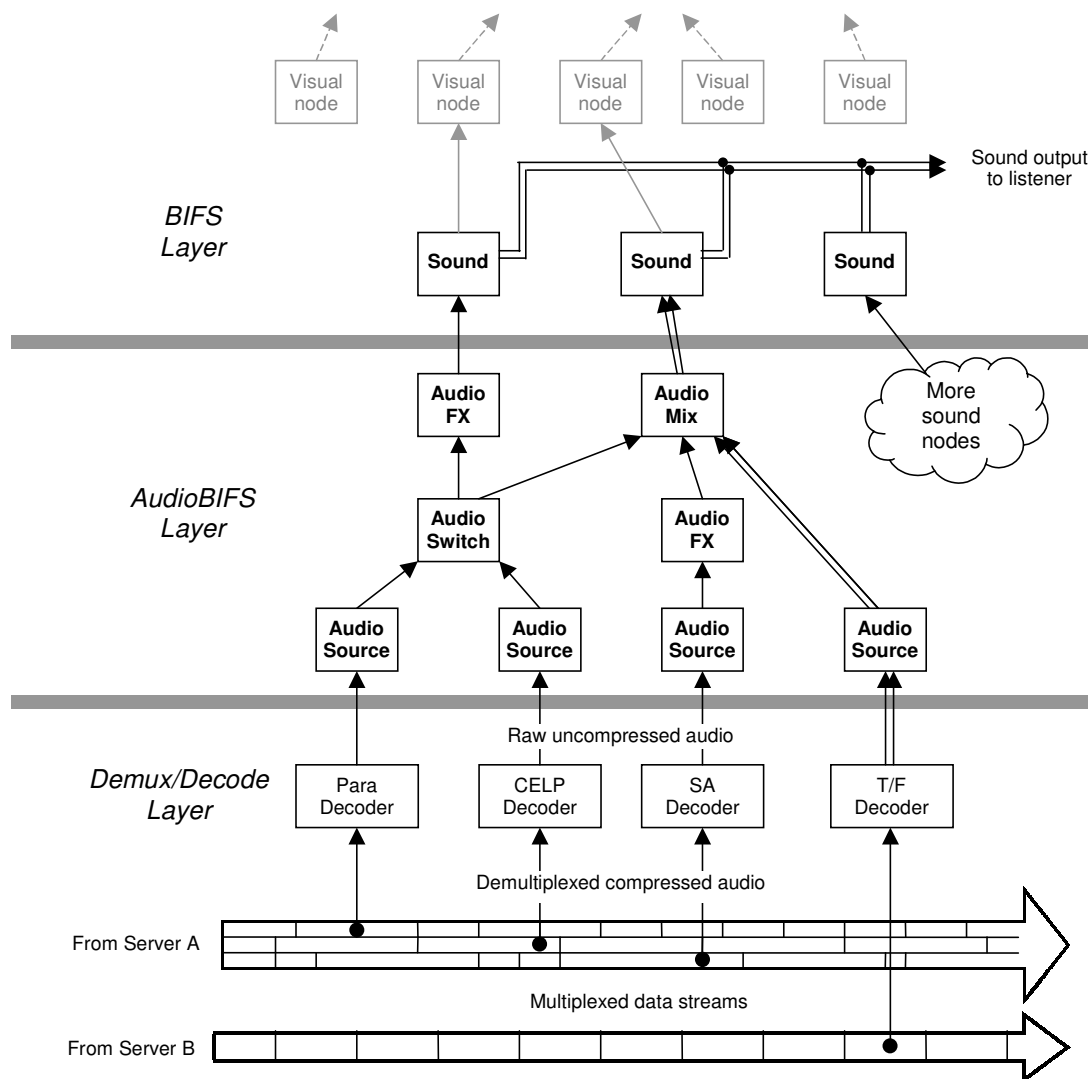 Visual
node
Visual
node
Visual
node
Visual
node
Visual
node
Sound output
to listener
BIFS
Layer
Sound
Sound
Sound
Audio
FX
Audio
Mix
More
sound
nodes
AudioBIFS
Layer
Audio
Switch
Audio
FX
Audio
Source
Audio
Source
Audio
Source
Audio
Source
Raw uncompressed audio
Demux/Decode
Layer
Para
Decoder
CELP
Decoder
SA
Decoder
T/F
Decoder
Demultiplexed compressed audio
From Server A
Multiplexed data streams
From Server B